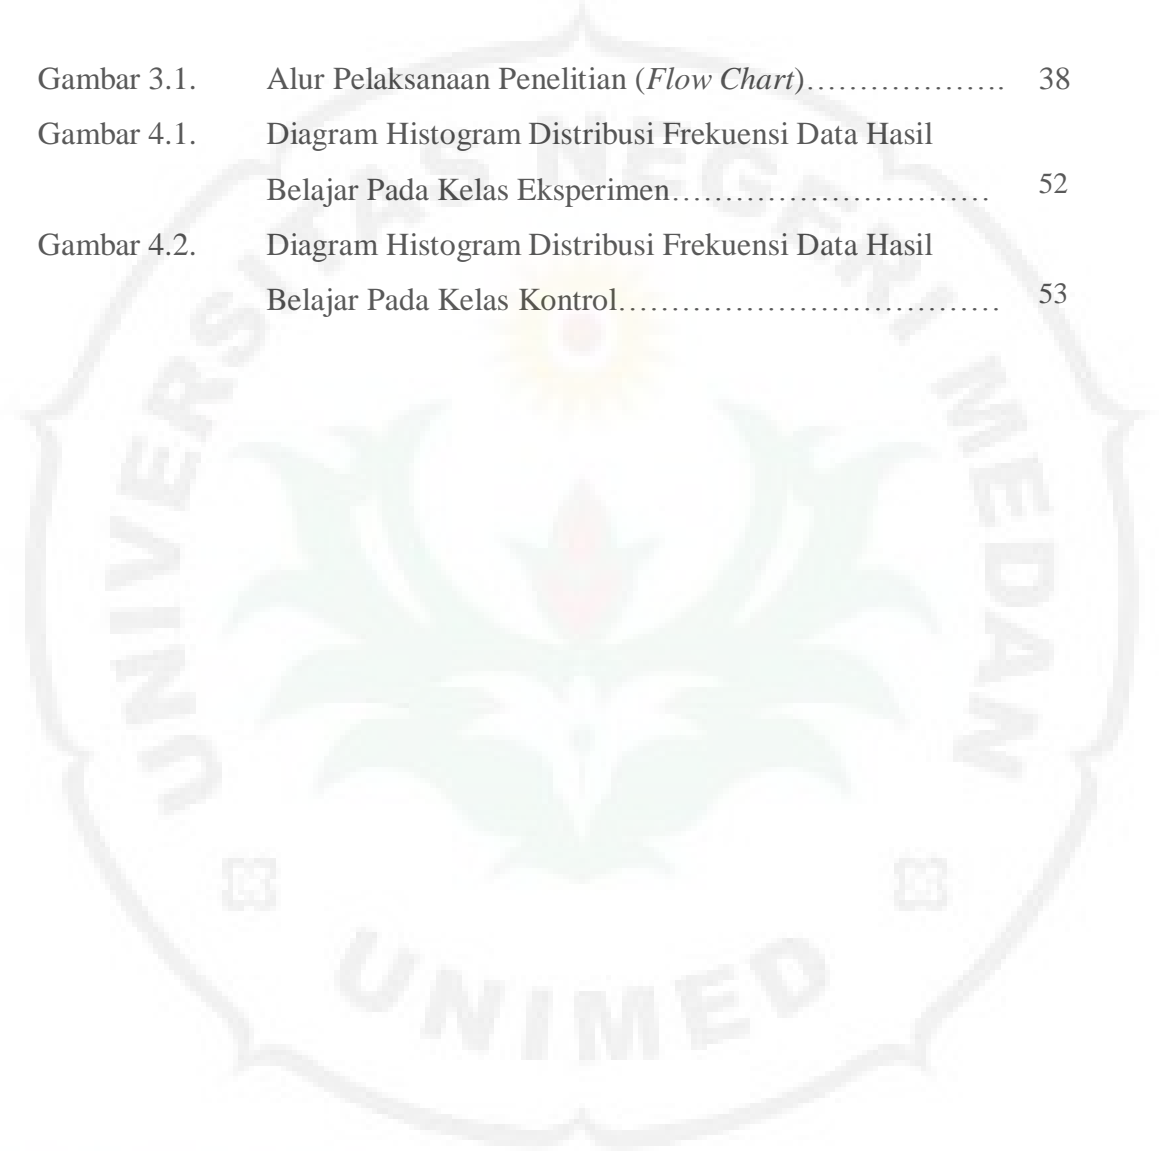 Gambar 3.1. Alur Pelaksanaan Penelitian (Flow Chart)………………. 38
Gambar 4.1. Diagram Histogram Distribusi Frekuensi Data Hasil
Belajar Pada Kelas Eksperimen………………………… 52
Gambar 4.2. Diagram Histogram Distribusi Frekuensi Data Hasil
Belajar Pada Kelas Kontrol……………………………… 53
UNIVERSITAS NEGERI MEDAN
UNIMED